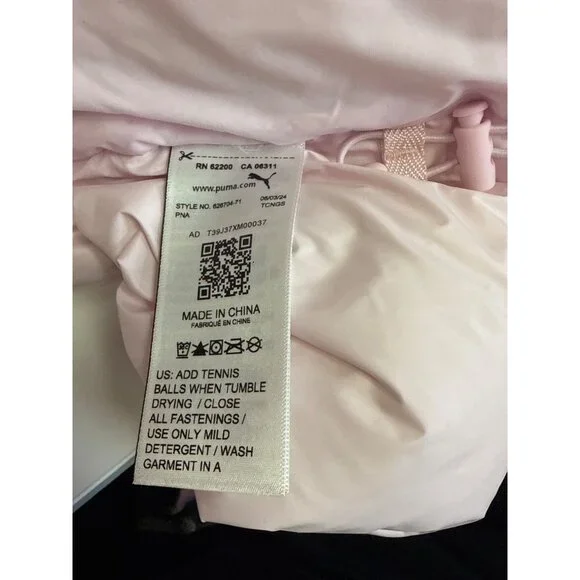 RN 62200 CA 06311
www.puma.com
STYLE NO. 626704-71 06/03/24
PNA TCNGS
AD T39J37XM00037
MADE IN CHINA
FABRIQUÉ EN CHINE
US: ADD TENNIS
BALLS WHEN TUMBLE
DRYING / CLOSE
ALL FASTENINGS /
USE ONLY MILD
DETERGENT / WASH
GARMENT IN A